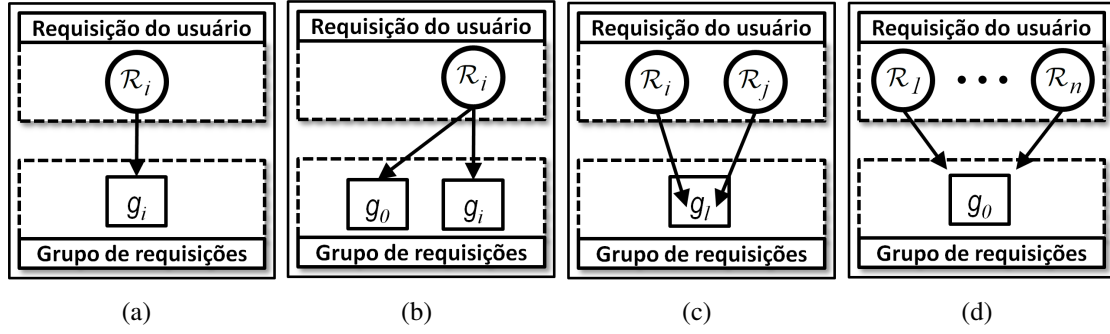 Requisição do usuário
R_i
g_i
Grupo de requisições
(a)
Requisição do usuário
R_i
g_0 g_i
Grupo de requisições
(b)
Requisição do usuário
R_i R_j
g_l
Grupo de requisições
(c)
Requisição do usuário
R_1 • • • R_n
g_0
Grupo de requisições
(d)